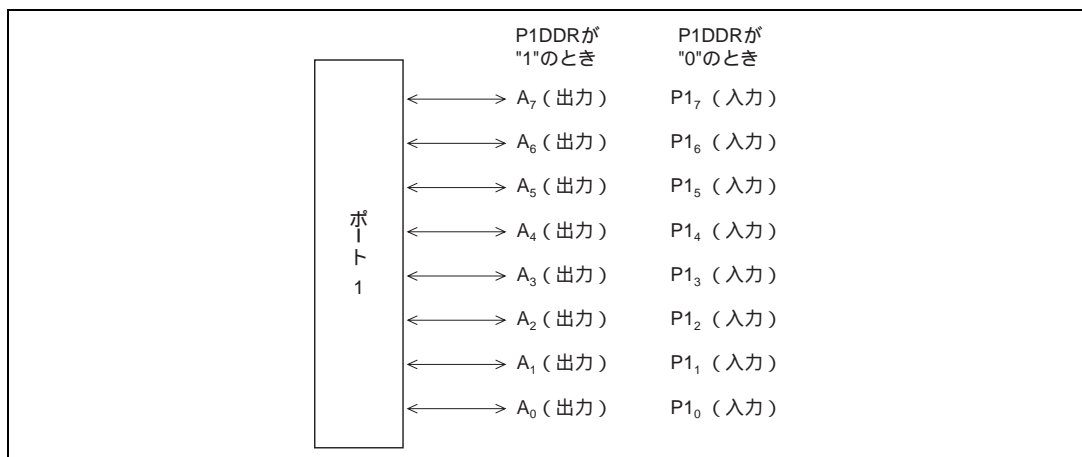 P1DDRが P1DDRが
"1"のとき "0"のとき
A7（出力） P17（入力）
A6（出力） P16（入力）
A5（出力） P15（入力）
ポート1 A4（出力） P14（入力）
A3（出力） P13（入力）
A2（出力） P12（入力）
A1（出力） P11（入力）
A0（出力） P10（入力）